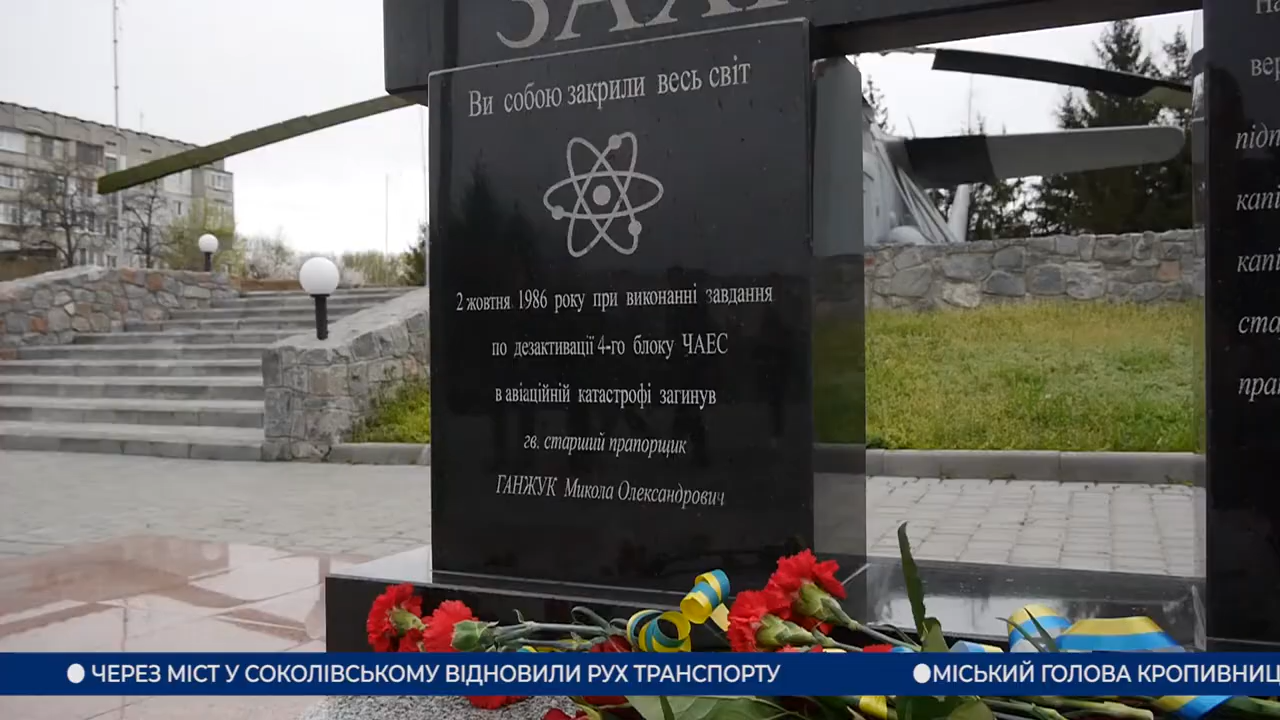 Ви собою закрили весь світ
2 жовтня 1986 року при виконанні завдання
по дезактивації 4-го блоку ЧАЕС
в авіаційній катастрофі загинув
гв. старший прапорщик
ГАНЖУК Микола Олександрович
ЧЕРЕЗ МІСТ У СОКОЛІВСЬКОМУ ВІДНОВИЛИ РУХ ТРАНСПОРТУ
МІСЬКИЙ ГОЛОВА КРОПИВНИЦ